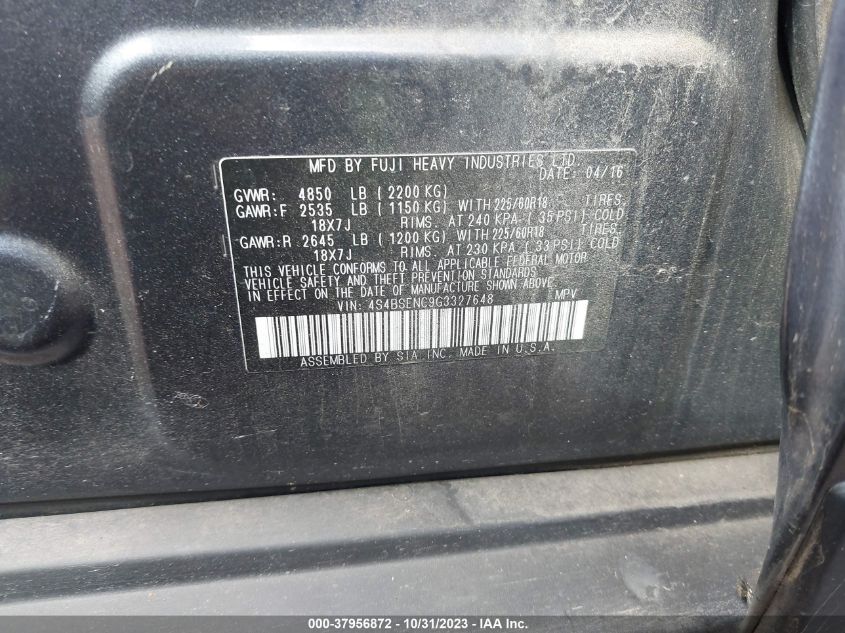 MFD BY FUJI HEAVY INDUSTRIES LTD.
DATE: 04/16
GVWR: 4850 LB ( 2200 KG)
GAWR:F 2535 LB ( 1150 KG) WITH 225/60R18 TIRES,
18X7J RIMS, AT 240 KPA ( 35 PSI) COLD
GAWR:R 2645 LB ( 1200 KG) WITH 225/60R18 TIRES,
18X7J RIMS, AT 230 KPA ( 33 PSI) COLD
THIS VEHICLE CONFORMS TO ALL APPLICABLE FEDERAL MOTOR
VEHICLE SAFETY AND THEFT PREVENTION STANDARDS
IN EFFECT ON THE DATE OF MANUFACTURE SHOWN ABOVE.
VIN: 4S4BSENC9G3327648 MPV
ASSEMBLED BY SIA,INC. MADE IN U.S.A.
000-37956872 - 10/31/2023 - IAA Inc.